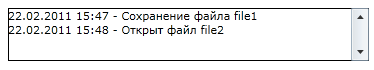 22.02.2011 15:47 - Сохранение файла file1
22.02.2011 15:48 - Открыт файл file2